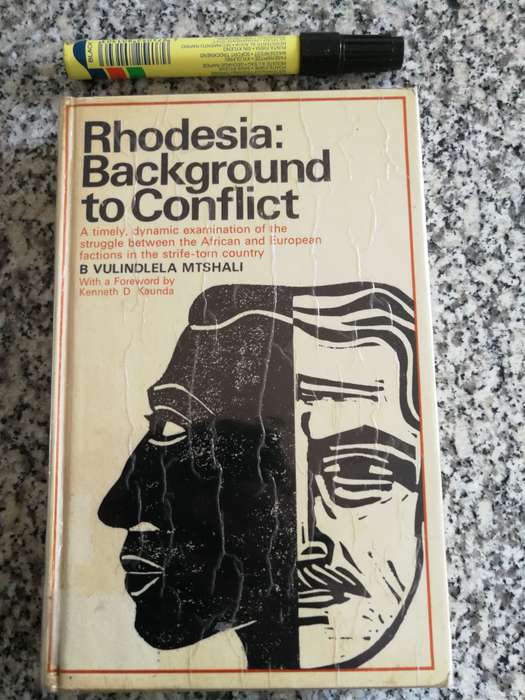 BLACK
Rhodesia:
Background
to Conflict
A timely, dynamic examination of the
struggle between the African and European
factions in the strife-torn country
B VULINDLELA MTSHALI
With a Foreword by
Kenneth D. Kaunda